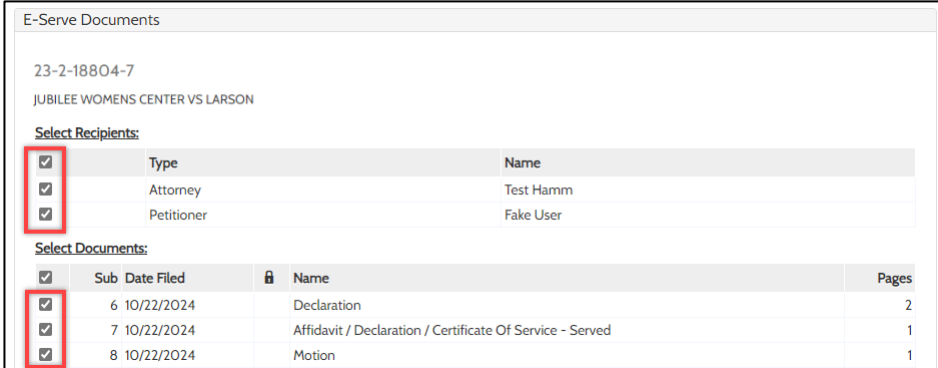 E-Serve Documents
23-2-18804-7
JUBILEE WOMENS CENTER VS LARSON
Select Recipients:
Type Name
Attorney Test Hamm
Petitioner Fake User
Select Documents:
Sub Date Filed Name Pages
6 10/22/2024 Declaration 2
7 10/22/2024 Affidavit / Declaration / Certificate Of Service - Served 1
8 10/22/2024 Motion 1